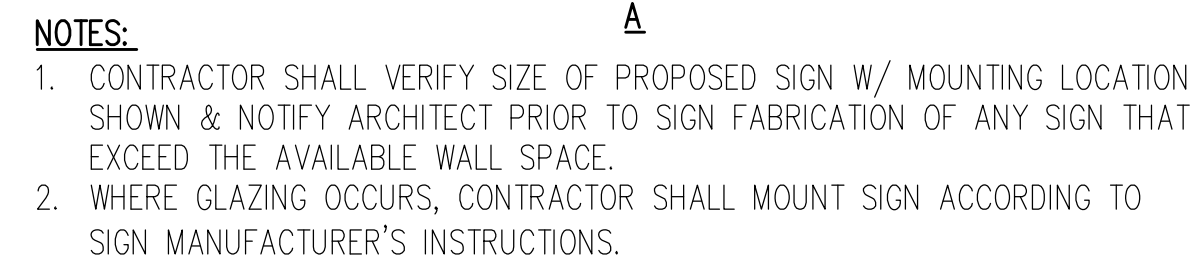 A
NOTES:
1. CONTRACTOR SHALL VERIFY SIZE OF PROPOSED SIGN W/ MOUNTING LOCATION
SHOWN & NOTIFY ARCHITECT PRIOR TO SIGN FABRICATION OF ANY SIGN THAT
EXCEED THE AVAILABLE WALL SPACE.
2. WHERE GLAZING OCCURS, CONTRACTOR SHALL MOUNT SIGN ACCORDING TO
SIGN MANUFACTURER'S INSTRUCTIONS.